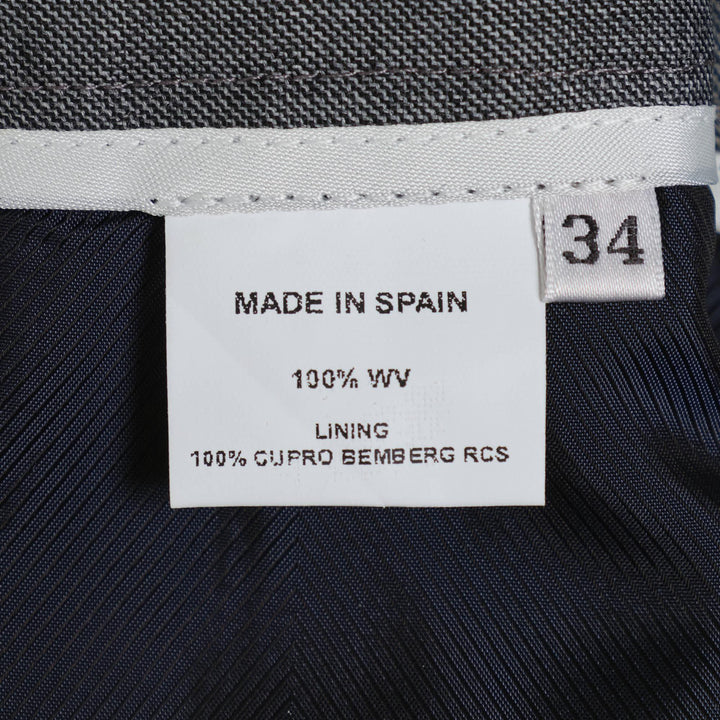 34
MADE IN SPAIN
100% WV
LINING
100% CUPRO BEMBERG RCS